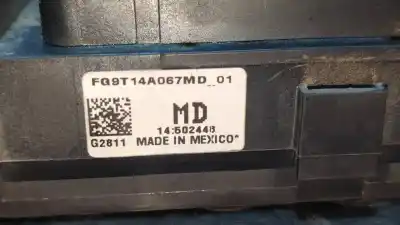 FG9T14A067MD_01
MD
14:502448
G2811 MADE IN MEXICO*